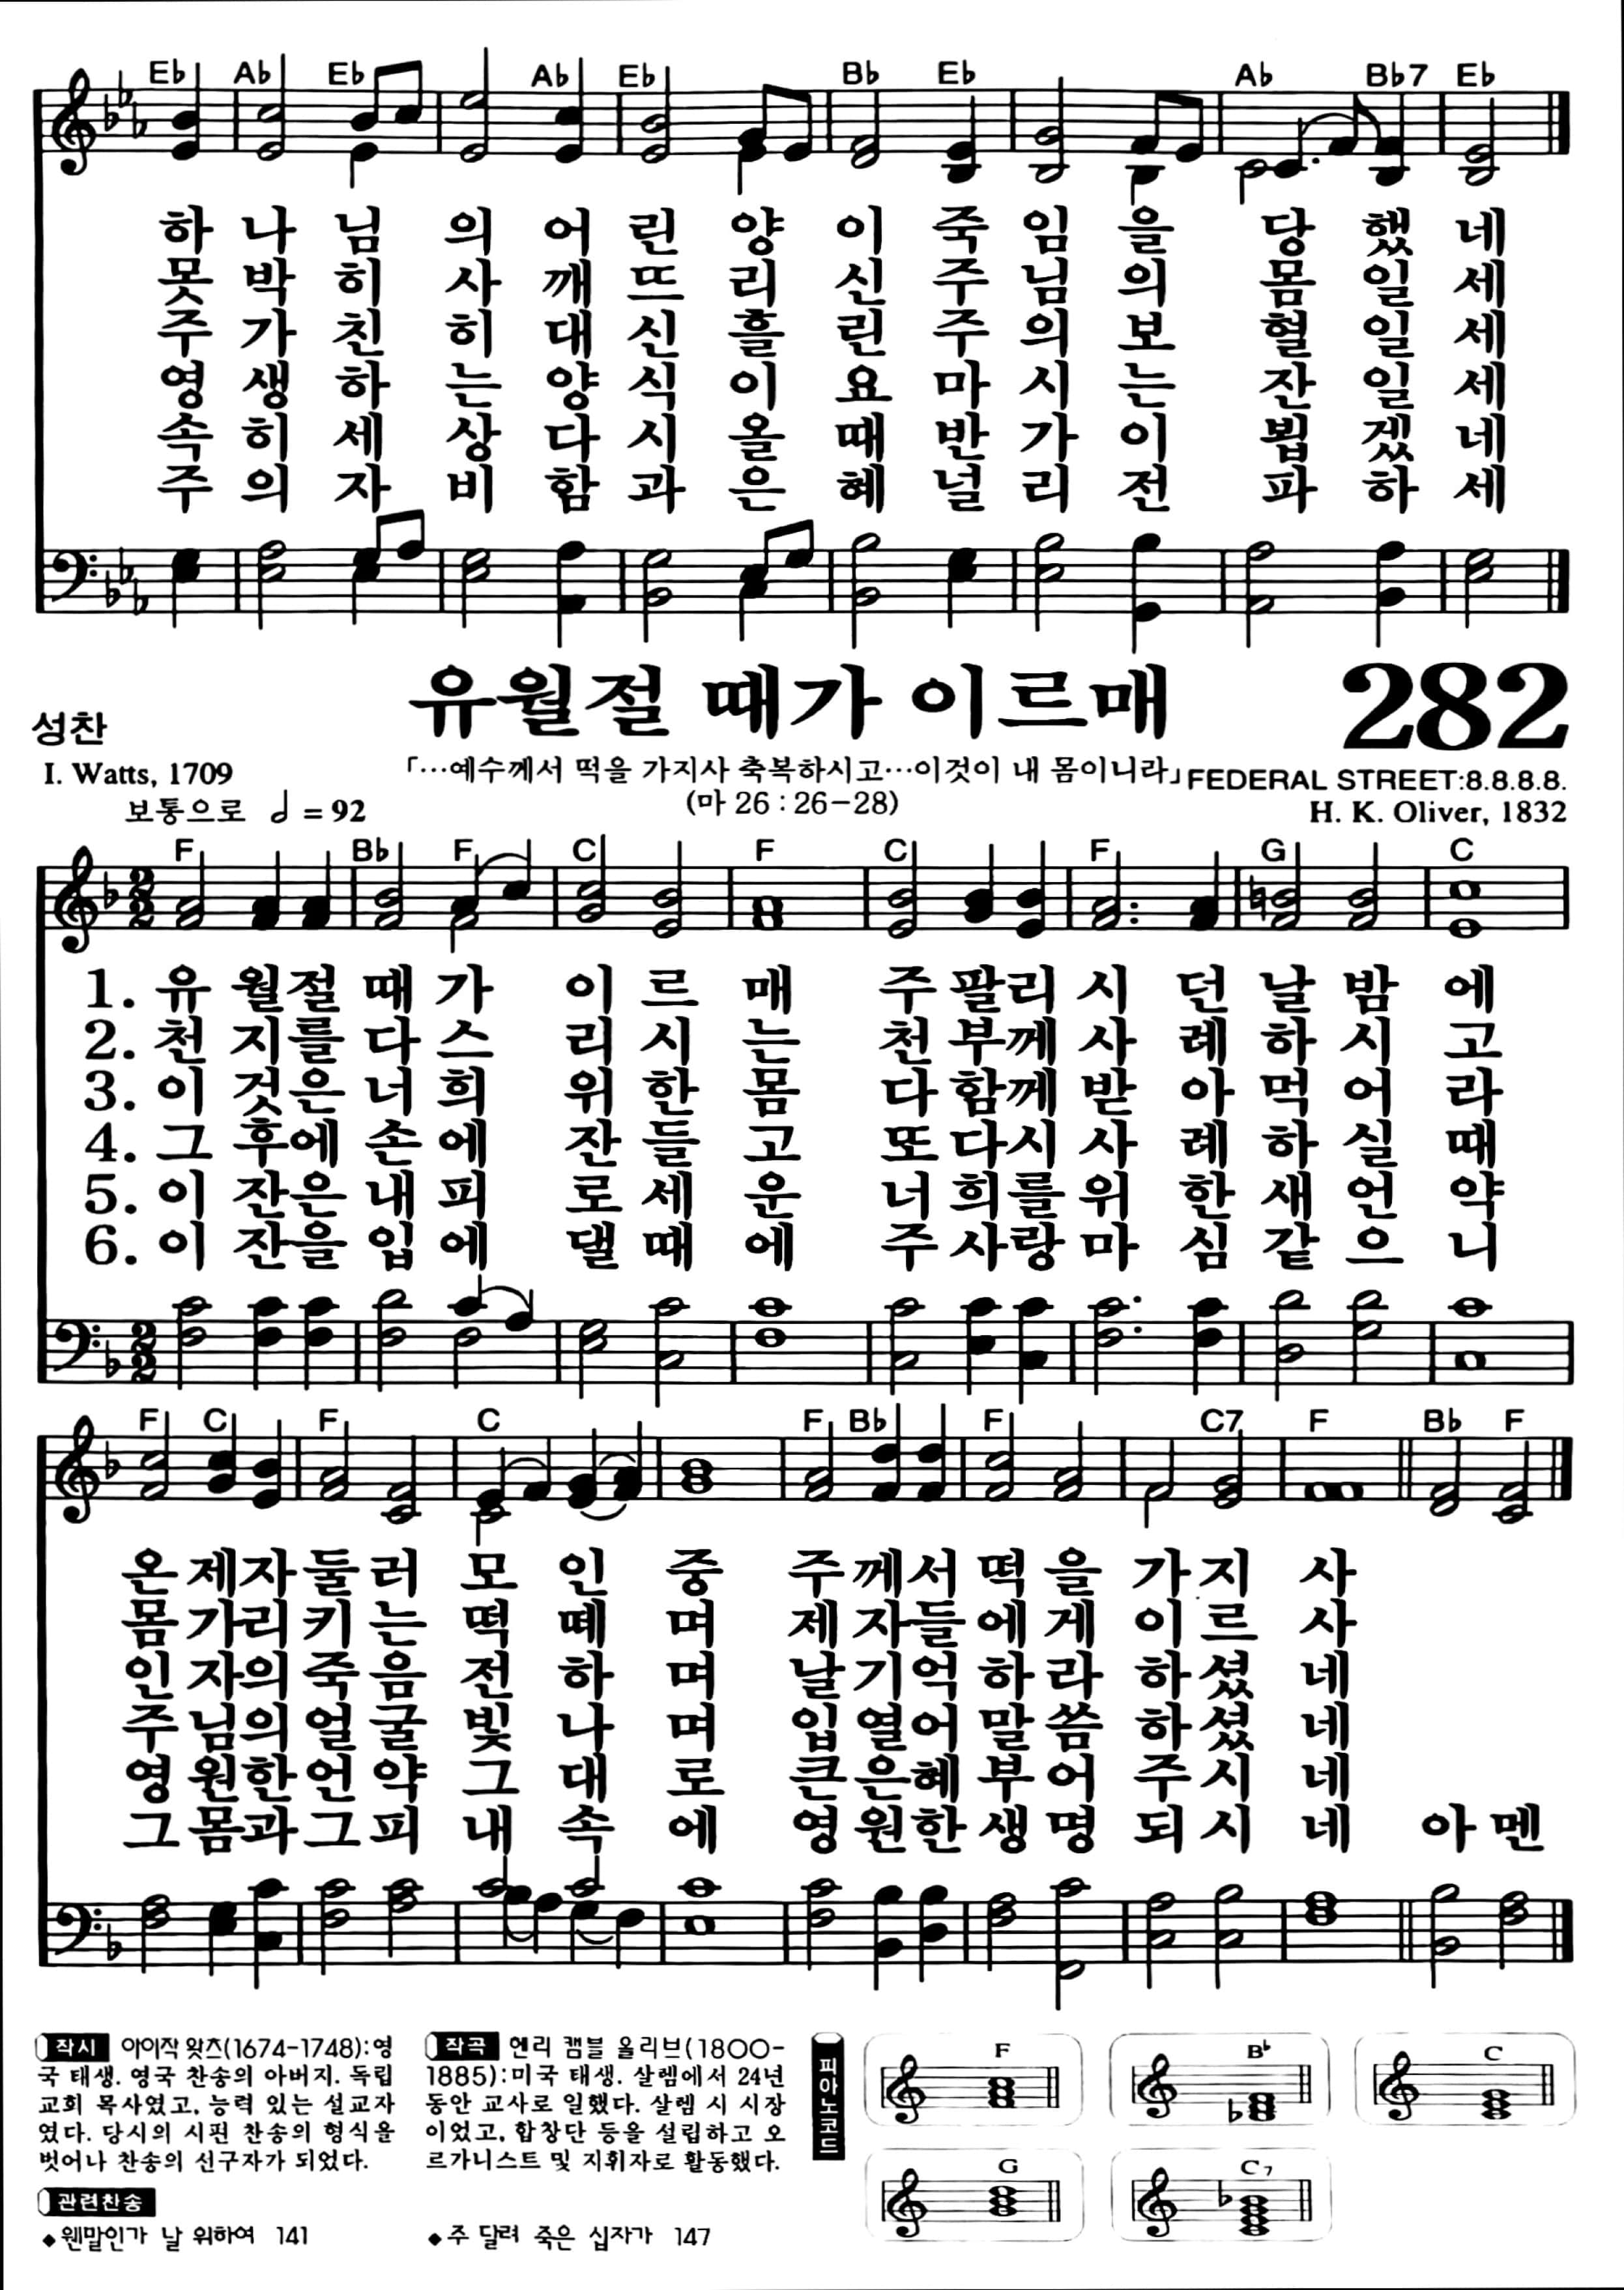 Eb Ab Eb Ab Eb Bb Eb Ab Bb7 Eb
하 나 님 의 어 린 양 이 죽 임 을 당 했 네
못 박 히 사 깨 뜨 리 신 주 님 의 몸 일 세
주 가 친 히 대 신 흘 린 주 의 보 혈 일 세
영 생 하 는 양 식 이 요 마 시 는 잔 일 세
속 히 세 상 다 시 올 때 반 가 이 뵙 겠 네
주 의 자 비 함 과 은 혜 널 리 전 파 하 세
유월절 때가 이르매
282
성찬
I. Watts, 1709
「…예수께서 떡을 가지사 축복하시고…이것이 내 몸이니라」
FEDERAL STREET:8.8.8.8.
보통으로 = 92
(마 26 : 26-28)
H. K. Oliver, 1832
F Bb F C F C F G C
2 2
1. 유 월절 때 가 이 르 매 주 팔리 시 던 날 밤 에
2. 천 지를 다 스 리 시 는 천 부께 사 례 하 시 고
3. 이 것은 너 희 위 한 몸 다 함께 받 아 먹 어 라
4. 그 후에 손 에 잔 들 고 또 다시 사 례 하 실 때
5. 이 잔은 내 피 로 세 운 너 희를 위 한 새 언 약
6. 이 잔을 입 에 댈 때 에 주 사랑 마 심 같 으 니
2 2
F C F C F Bb F C7 F Bb F
온 제자 둘 러 모 인 중 주 께서 떡 을 가 지 사
몸 가리 키 는 떡 떼 며 제 자들 에 게 이 르 사
인 자의 죽 음 전 하 며 날 기억 하 라 하 셨 네
주 님의 얼 굴 빛 나 며 입 열어 말 씀 하 셨 네
영 원한 언 약 그 대 로 큰 은혜 부 어 주 시 네
그 몸과 그 피 내 속 에 영 원한 생 명 되 시 네 아 멘
작시 아이작 왓츠(1674-1748):영
국 태생. 영국 찬송의 아버지. 독립
교회 목사였고, 능력 있는 설교자
였다. 당시의 시편 찬송의 형식을
벗어나 찬송의 선구자가 되었다.
작곡 헨리 캠블 올리브(1800-
1885):미국 태생. 살렘에서 24년
동안 교사로 일했다. 살렘 시 시장
이었고, 합창단 등을 설립하고 오
르가니스트 및 지휘자로 활동했다.
피아노코드
F Bb C
G C7
관련찬송
◆웬말인가 날 위하여 141
◆주 달려 죽은 십자가 147